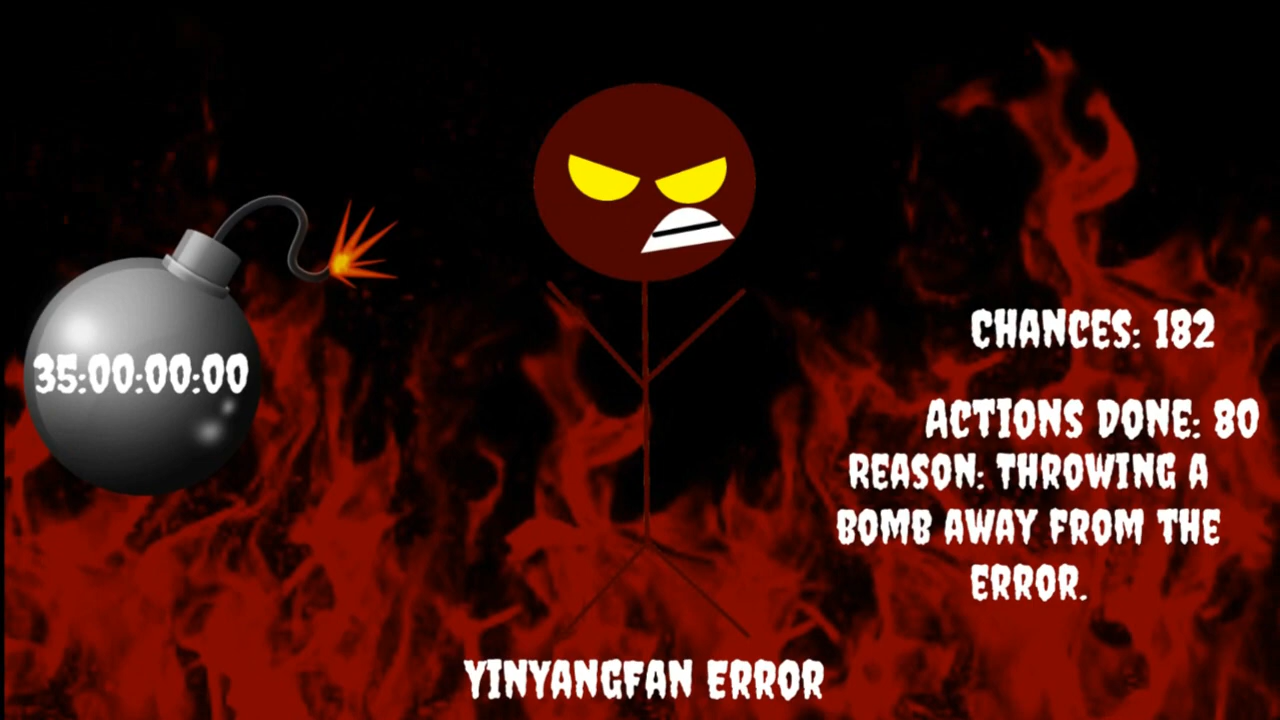 35:00:00:00
CHANCES: 182
ACTIONS DONE: 80
REASON: THROWING A
BOMB AWAY FROM THE
ERROR.
YINYANGFAN ERROR